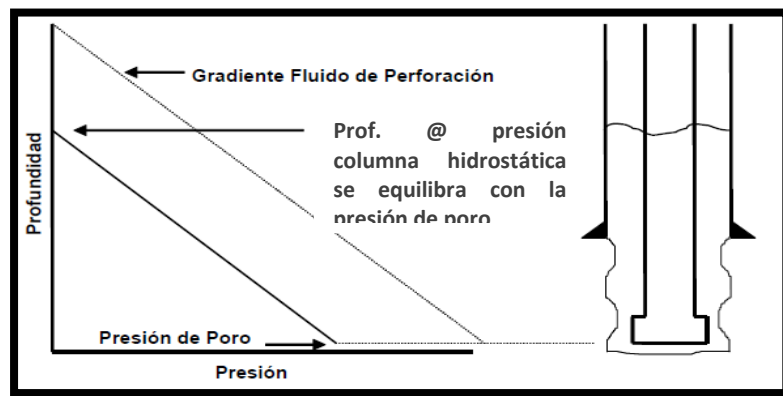 Gradiente Fluido de Perforación
Prof. @ presión
columna hidrostática
se equilibra con la
presión de poro
Profundidad
Presión de Poro
Presión